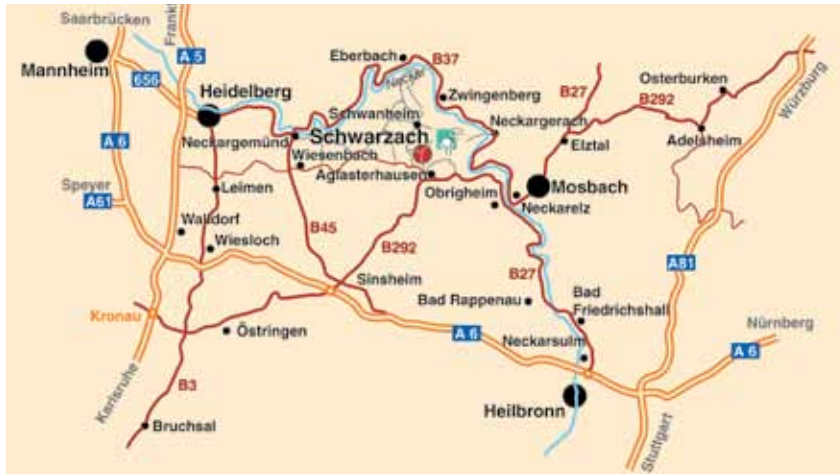 Saarbrücken
Frank
A 5
Mannheim
656
Heidelberg
Eberbach
B37
Neckar
Zwingenberg
B27
Osterburken
B292
Würzburg
A 6
Schwanheim
Neckargemünd
Schwarzach
Neckargerach
Elztal
Adelsheim
Wiesenbach
Speyer
A61
Leimen
Aglasterhausen
Obrigheim
Mosbach
Neckarelz
Walldorf
Wiesloch
B45
B292
Sinsheim
B27
A81
Bad Rappenau
Bad
Friedrichshall
Kronau
Östringen
A 6
Neckarsulm
Nürnberg
A 6
Karlsruhe
B3
Heilbronn
Bruchsal
Stuttgart